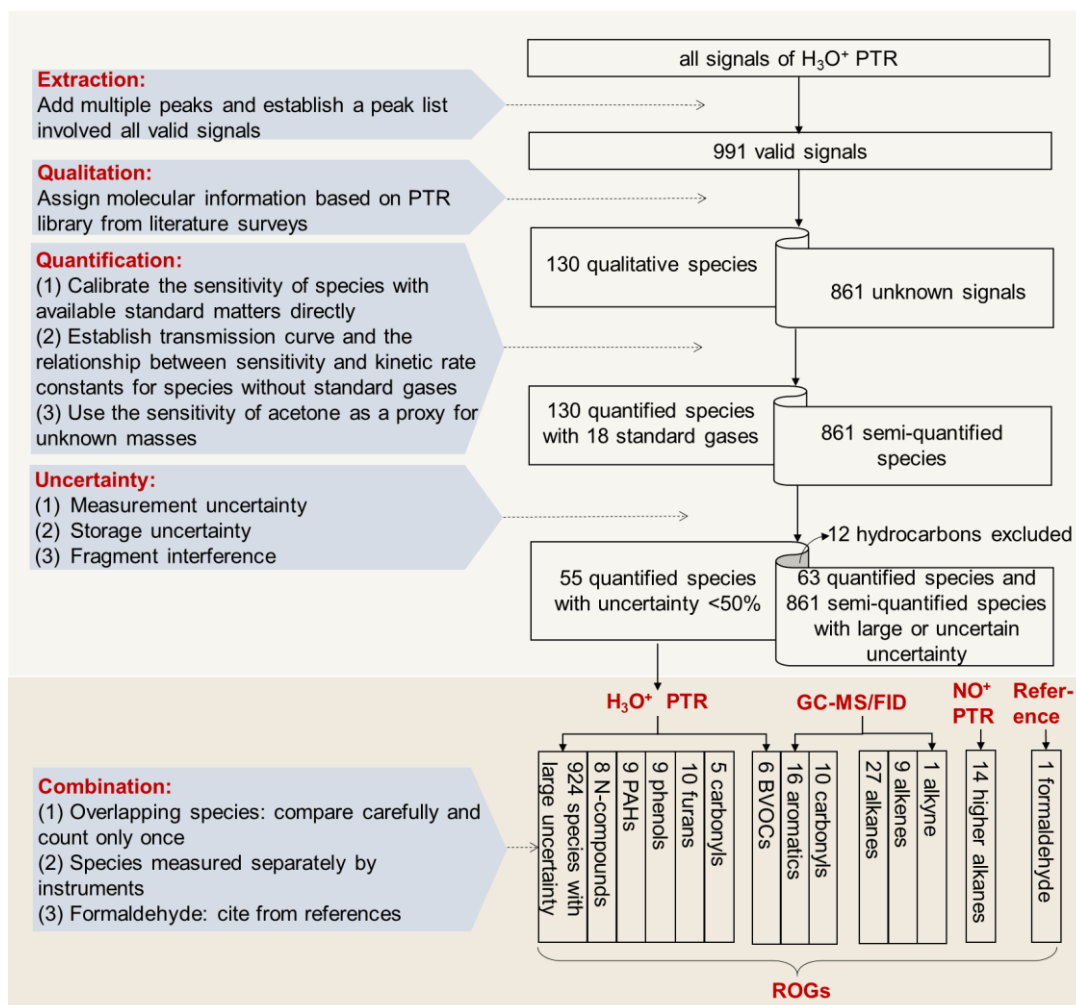 all signals of H₃O⁺ PTR
Extraction:
Add multiple peaks and establish a peak list
involved all valid signals
991 valid signals
Qualitation:
Assign molecular information based on PTR
library from literature surveys
130 qualitative species
861 unknown signals
Quantification:
(1) Calibrate the sensitivity of species with
available standard matters directly
(2) Establish transmission curve and the
relationship between sensitivity and kinetic rate
constants for species without standard gases
(3) Use the sensitivity of acetone as a proxy for
unknown masses
130 quantified species
with 18 standard gases
861 semi-quantified
species
Uncertainty:
(1) Measurement uncertainty
(2) Storage uncertainty
(3) Fragment interference
12 hydrocarbons excluded
55 quantified species
with uncertainty <50%
63 quantified species and
861 semi-quantified species
with large or uncertain
uncertainty
H₃O⁺ PTR
GC-MS/FID
NO⁺
PTR
Refer-
ence
Combination:
(1) Overlapping species: compare carefully and
count only once
(2) Species measured separately by
instruments
(3) Formaldehyde: cite from references
924 species with
large uncertainty
8 N-compounds
9 PAHs
9 phenols
10 furans
5 carbonyls
6 BVOCs
16 aromatics
10 carbonyls
27 alkanes
9 alkenes
1 alkyne
14 higher alkanes
1 formaldehyde
ROGs